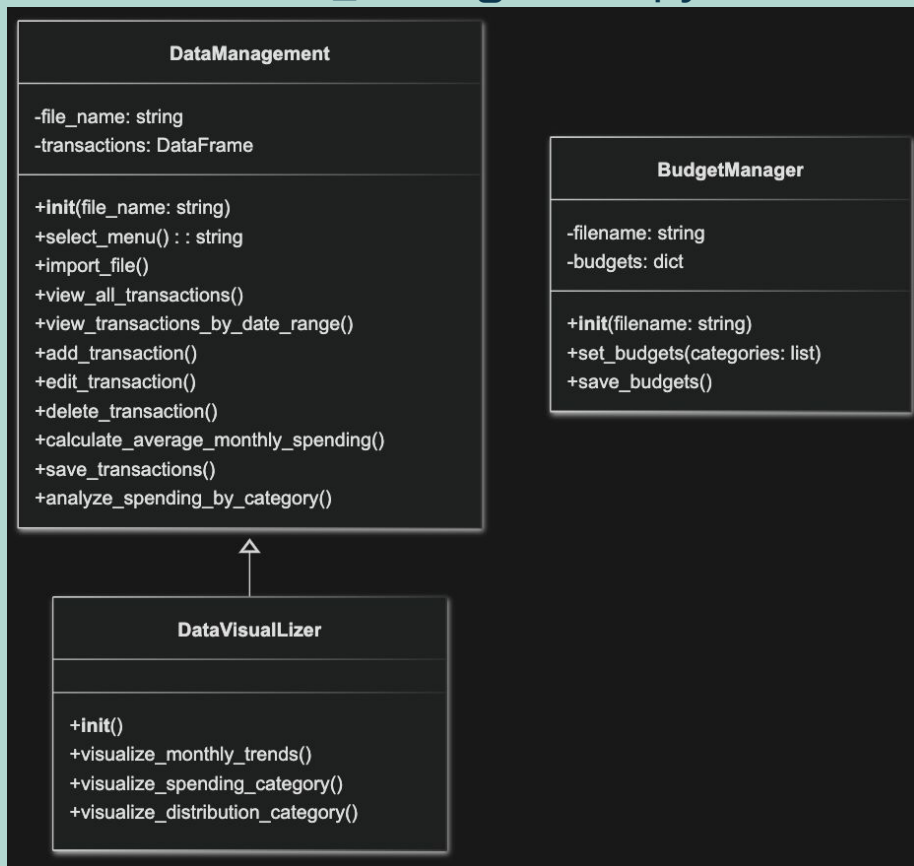 DataManagement
-file_name: string
-transactions: DataFrame
+init(file_name: string)
+select_menu() : : string
+import_file()
+view_all_transactions()
+view_transactions_by_date_range()
+add_transaction()
+edit_transaction()
+delete_transaction()
+calculate_average_monthly_spending()
+save_transactions()
+analyze_spending_by_category()
BudgetManager
-filename: string
-budgets: dict
+init(filename: string)
+set_budgets(categories: list)
+save_budgets()
DataVisualLizer
+init()
+visualize_monthly_trends()
+visualize_spending_category()
+visualize_distribution_category()